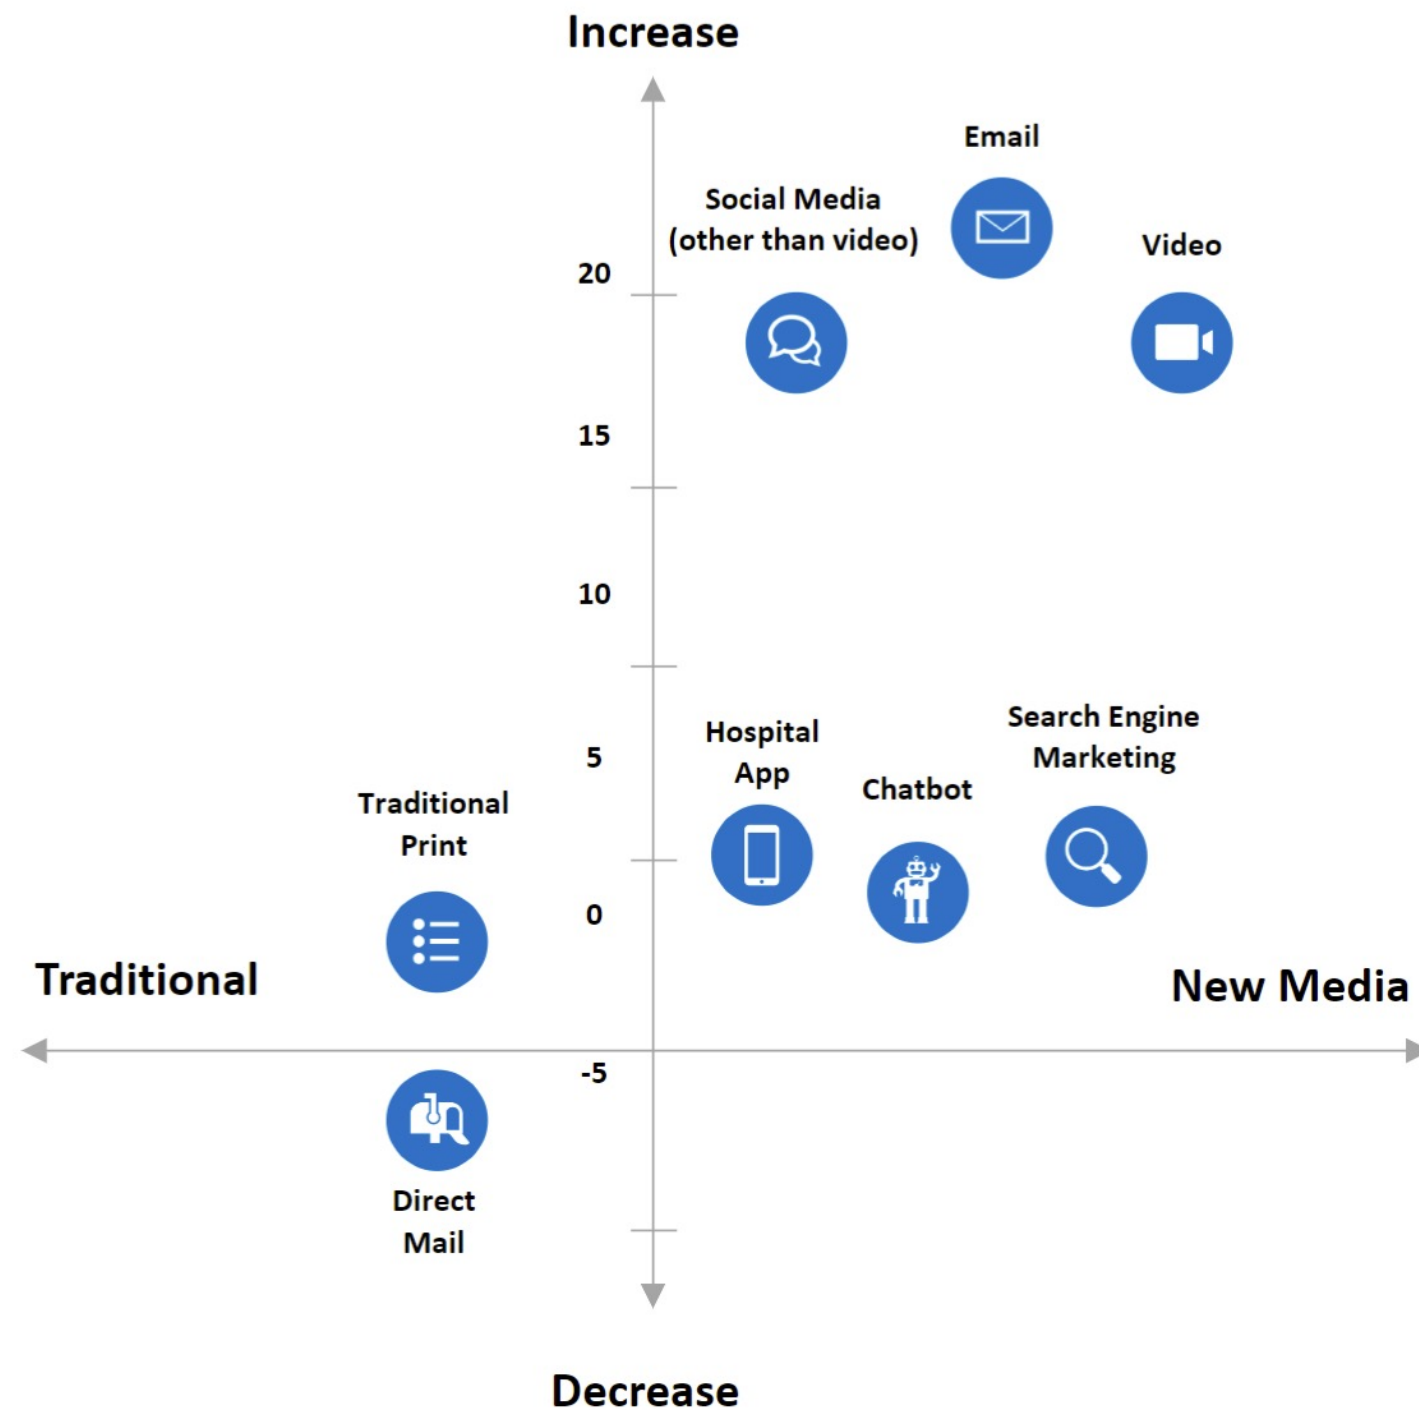 Increase
Email
Social Media
(other than video)
Video
20
15
10
Hospital
App
Search Engine
Marketing
5
Chatbot
Traditional
Print
0
Traditional
New Media
-5
Direct
Mail
Decrease